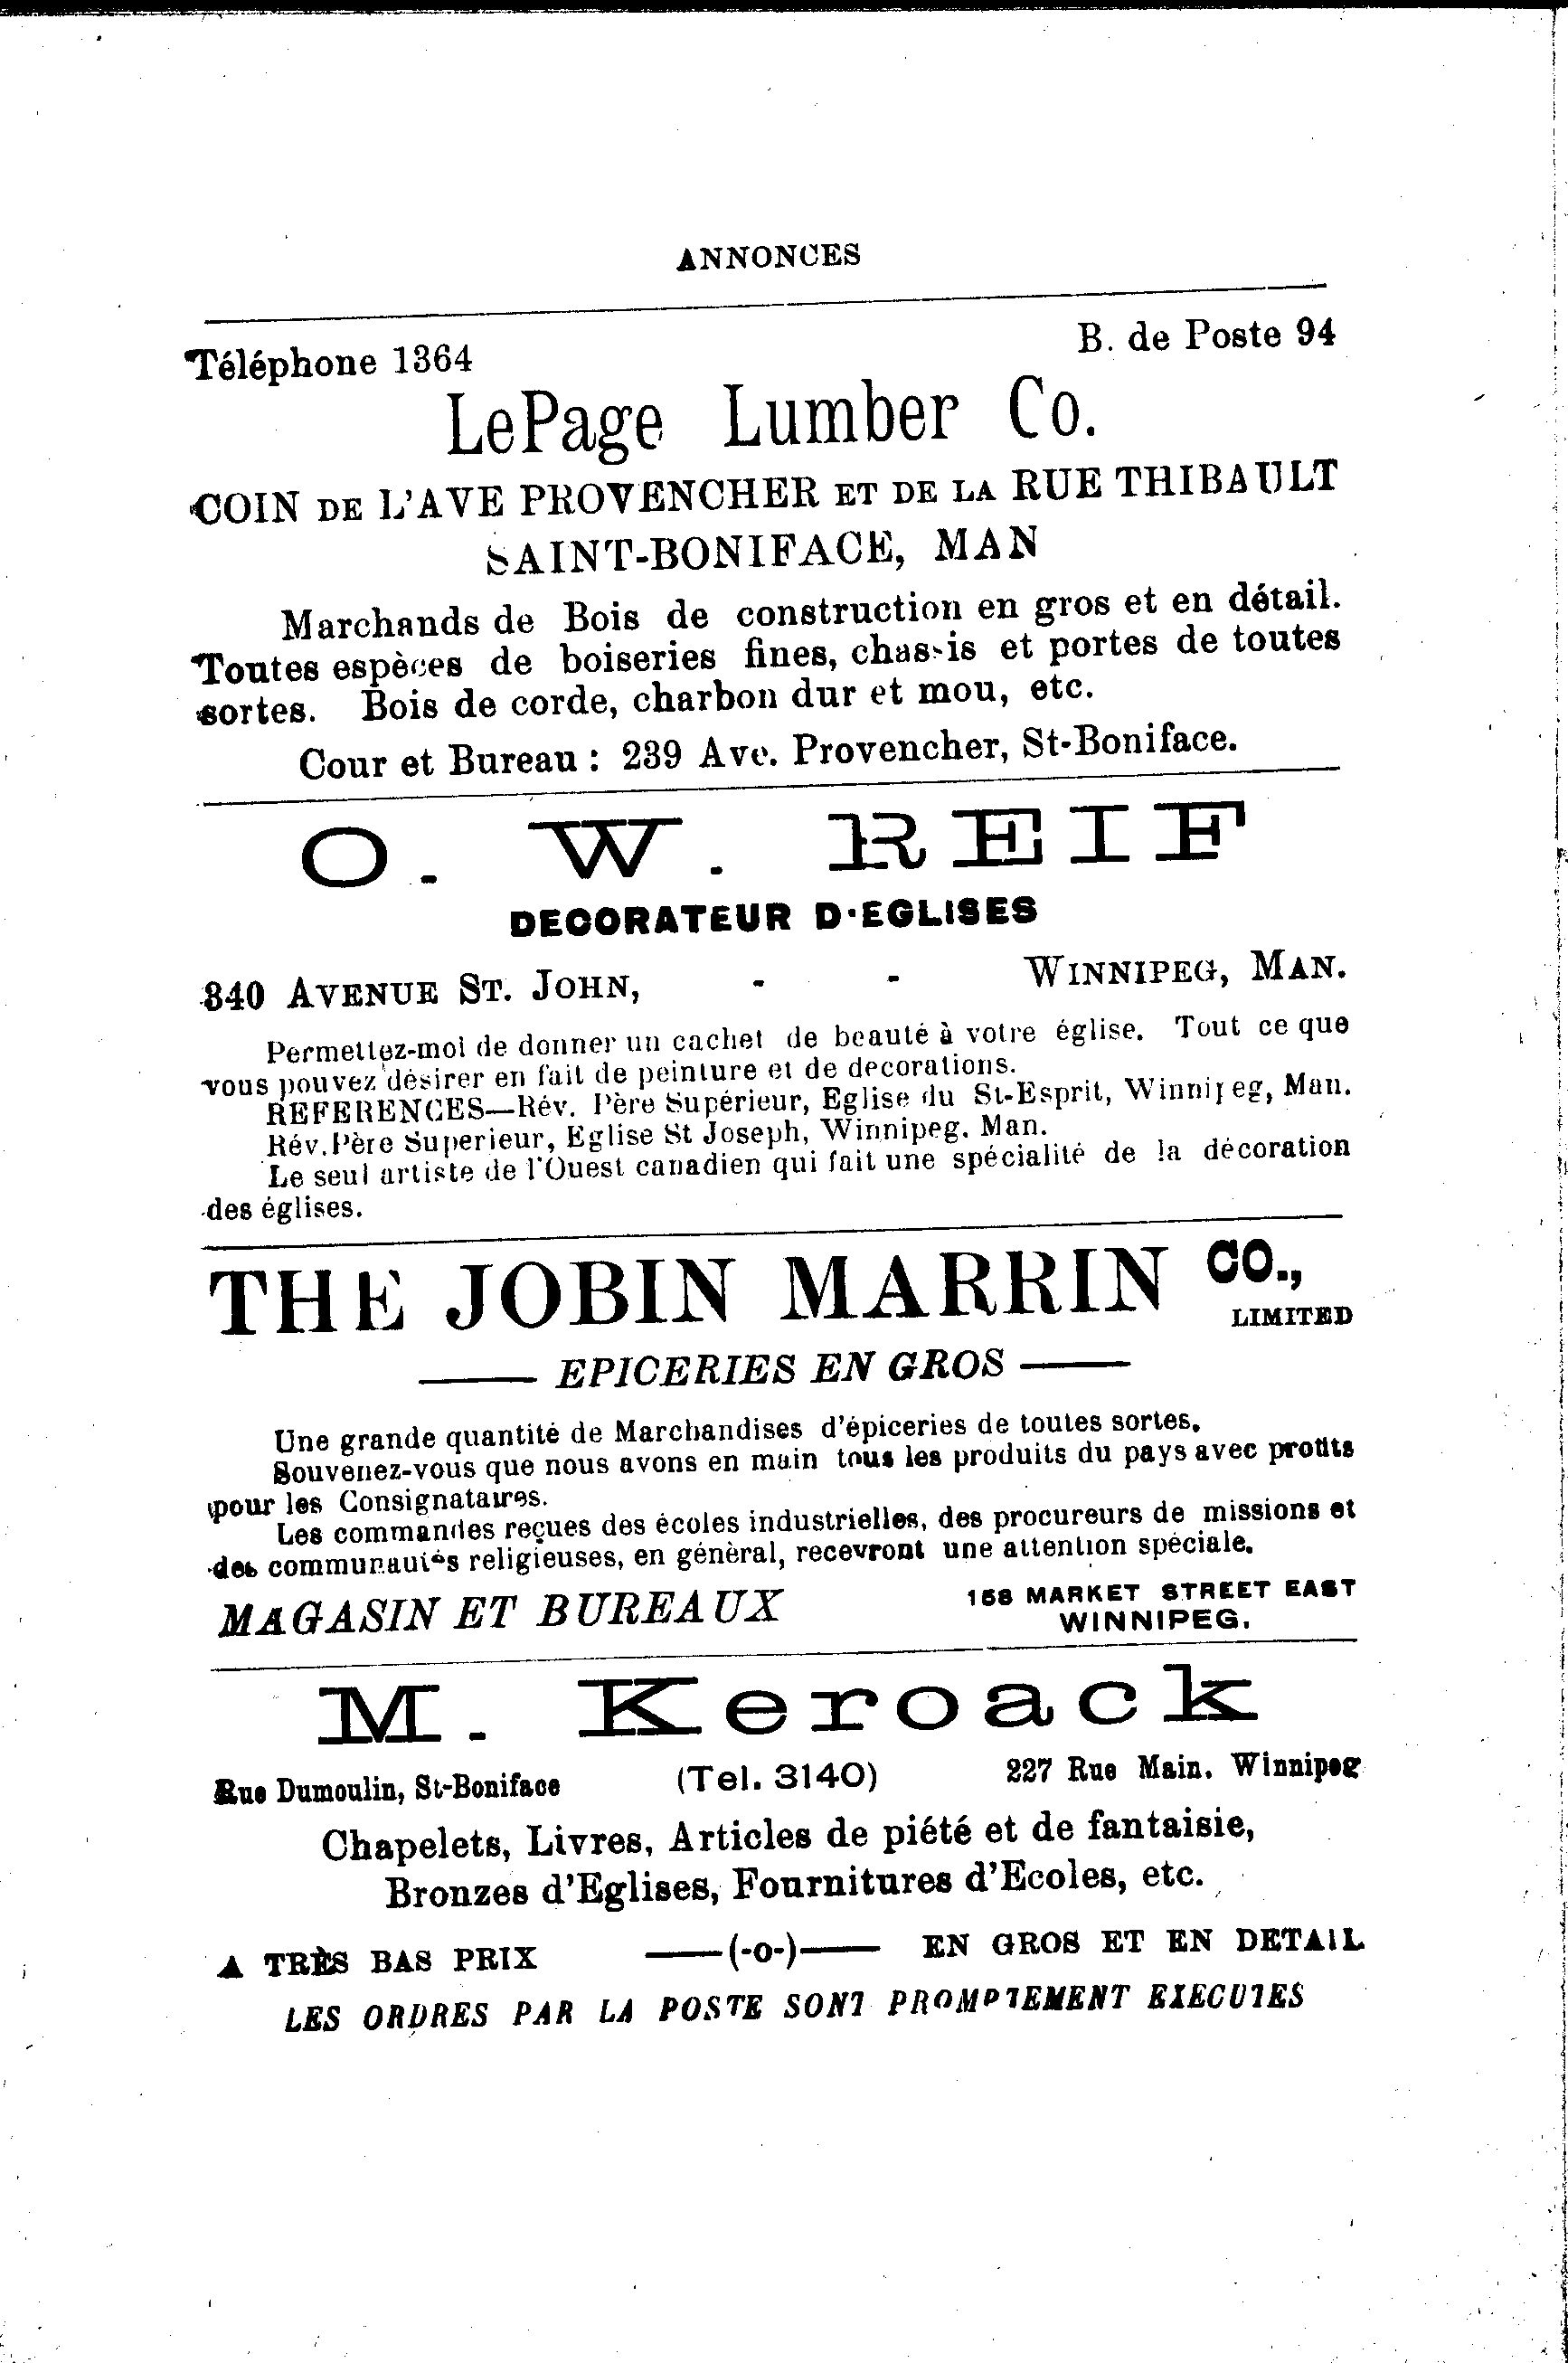 ANNONCES
Téléphone 1364 B. de Poste 94
LePage Lumber Co.
COIN DE L'AVE PROVENCHER ET DE LA RUE THIBAULT
SAINT-BONIFACE, MAN
Marchands de Bois de construction en gros et en détail.
Toutes espèces de boiseries fines, chassis et portes de toutes
sortes. Bois de corde, charbon dur et mou, etc.
Cour et Bureau : 239 Ave. Provencher, St-Boniface.
O. W. REIF
DECORATEUR D'EGLISES
340 AVENUE ST. JOHN, - - WINNIPEG, MAN.
Permettez-moi de donner un cachet de beauté à votre église. Tout ce que
vous pouvez désirer en fait de peinture et de decorations.
REFERENCES—Rév. Père Supérieur, Eglise du St-Esprit, Winnipeg, Man.
Rév. Père Superieur, Eglise St Joseph, Winnipeg. Man.
Le seul artiste de l'Ouest canadien qui fait une spécialité de la décoration
des églises.
THE JOBIN MARRIN CO., LIMITED
—— EPICERIES EN GROS ——
Une grande quantité de Marchandises d'épiceries de toutes sortes.
Souvenez-vous que nous avons en main tous les produits du pays avec profits
pour les Consignataires.
Les commandes reçues des écoles industrielles, des procureurs de missions et
des communautés religieuses, en génèral, recevront une attention spéciale.
MAGASIN ET BUREAUX 158 MARKET STREET EAST
WINNIPEG.
M. Keroack
Rue Dumoulin, St-Boniface (Tel. 3140) 227 Rue Main. Winnipeg
Chapelets, Livres, Articles de piété et de fantaisie,
Bronzes d'Eglises, Fournitures d'Ecoles, etc.
A TRÈS BAS PRIX ——(-o-)—— EN GROS ET EN DETAIL
LES ORDRES PAR LA POSTE SONT PROMPTEMENT EXECUTES